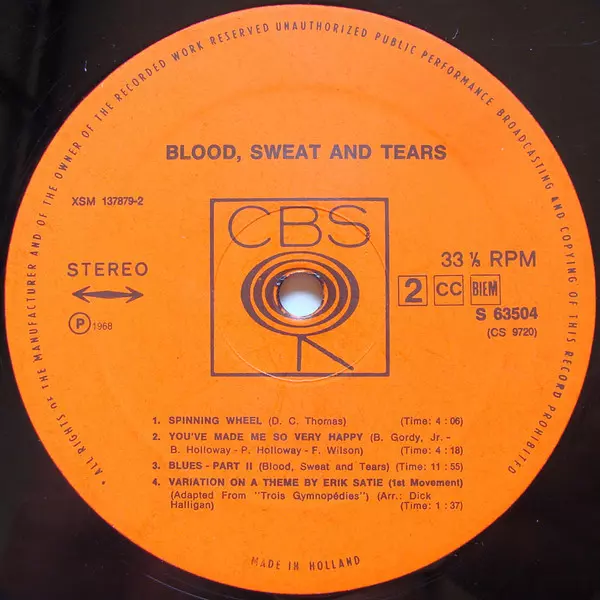 ALL RIGHTS OF THE MANUFACTURER AND OF THE OWNER OF THE RECORDED WORK RESERVED UNAUTHORIZED PUBLIC PERFORMANCE BROADCASTING AND COPYING OF THIS RECORD PROHIBITED
BLOOD, SWEAT AND TEARS
XSM 137879-2
CBS
STEREO
33 ⅓ RPM
2 CC BIEM
S 63504
(CS 9720)
Ⓟ 1968
1. SPINNING WHEEL (D. C. Thomas) (Time: 4 : 06)
2. YOU'VE MADE ME SO VERY HAPPY (B. Gordy, Jr. -
B. Holloway - P. Holloway - F. Wilson) (Time: 4 : 18)
3. BLUES - PART II (Blood, Sweat and Tears) (Time: 11 : 55)
4. VARIATION ON A THEME BY ERIK SATIE (1st Movement)
(Adapted From "Trois Gymnopédies") (Arr.: Dick
Halligan) (Time: 1 : 37)
MADE IN HOLLAND